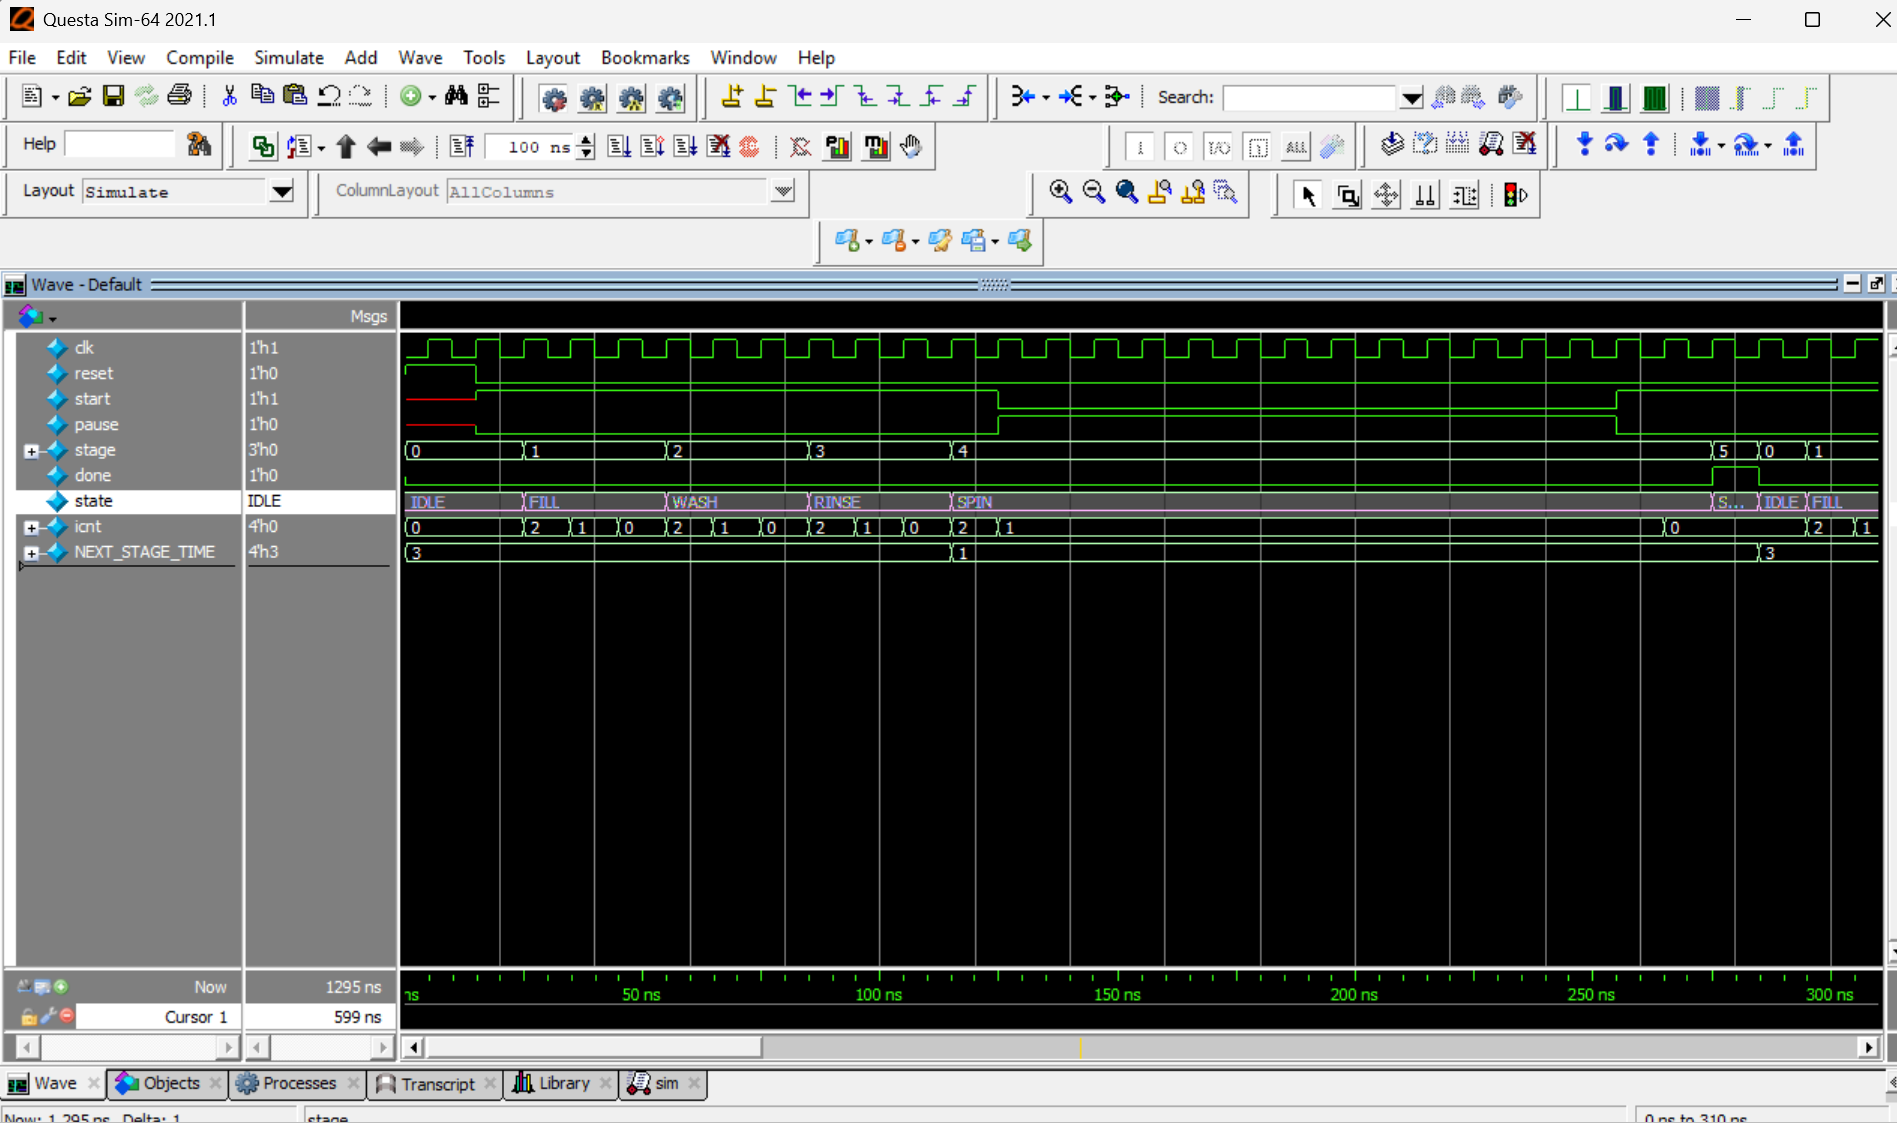 Questa Sim-64 2021.1
File Edit View Compile Simulate Add Wave Tools Layout Bookmarks Window Help
Search:
Help 100 ns
Layout Simulate ColumnLayout AllColumns
Wave - Default
Msgs
clk 1'h1
reset 1'h0
start 1'h1
pause 1'h0
stage 3'h0 0 1 2 3 4 5 0 1
done 1'h0
state IDLE IDLE FILL WASH RINSE SPIN S... IDLE FILL
icnt 4'h0 0 2 1 0 2 1 0 2 1 0 2 1 0 2 1
NEXT_STAGE_TIME 4'h3 3 1 3
Now 1295 ns ns 50 ns 100 ns 150 ns 200 ns 250 ns 300 ns
Cursor 1 599 ns
Wave Objects Processes Transcript Library sim
Now: 1,295 ns Delta: 1 stage 0 ns to 310 ns